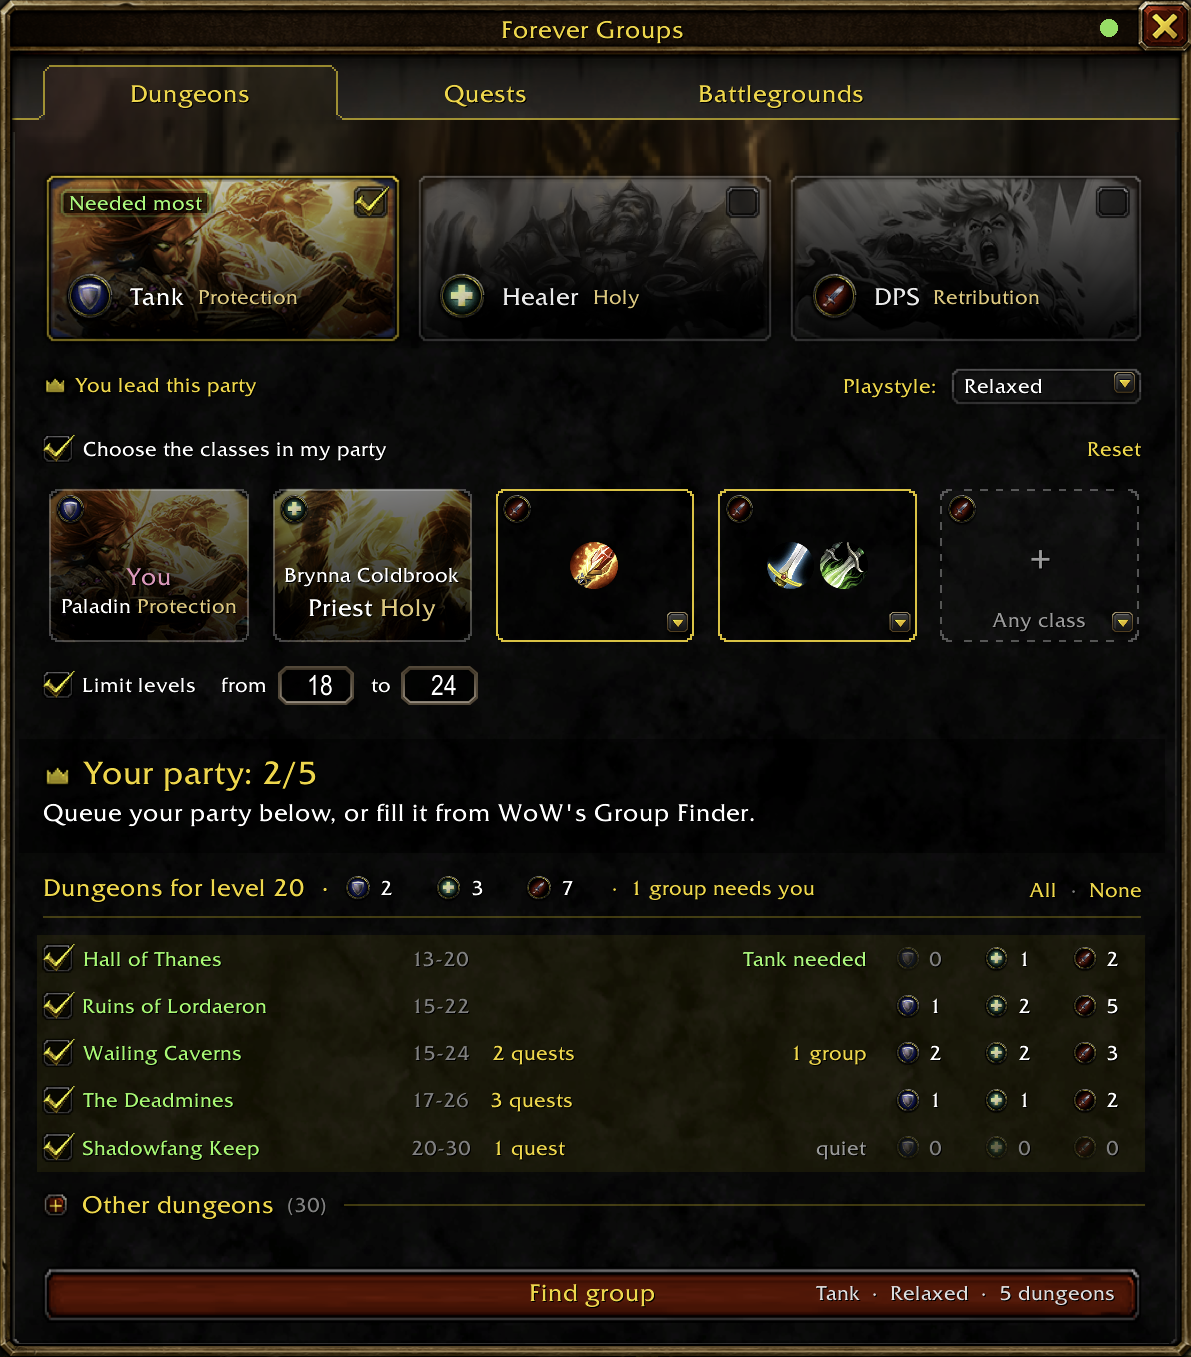 Forever Groups
Dungeons Quests Battlegrounds
Needed most
Tank Protection Healer Holy DPS Retribution
You lead this party Playstyle: Relaxed
Choose the classes in my party Reset
You
Paladin Protection
Brynna Coldbrook
Priest Holy
+
Any class
Limit levels from 18 to 24
Your party: 2/5
Queue your party below, or fill it from WoW's Group Finder.
Dungeons for level 20 · 2 3 7 · 1 group needs you All · None
Hall of Thanes 13-20 Tank needed 0 1 2
Ruins of Lordaeron 15-22 1 2 5
Wailing Caverns 15-24 2 quests 1 group 2 2 3
The Deadmines 17-26 3 quests 1 1 2
Shadowfang Keep 20-30 1 quest quiet 0 0 0
Other dungeons (30)
Find group Tank · Relaxed · 5 dungeons